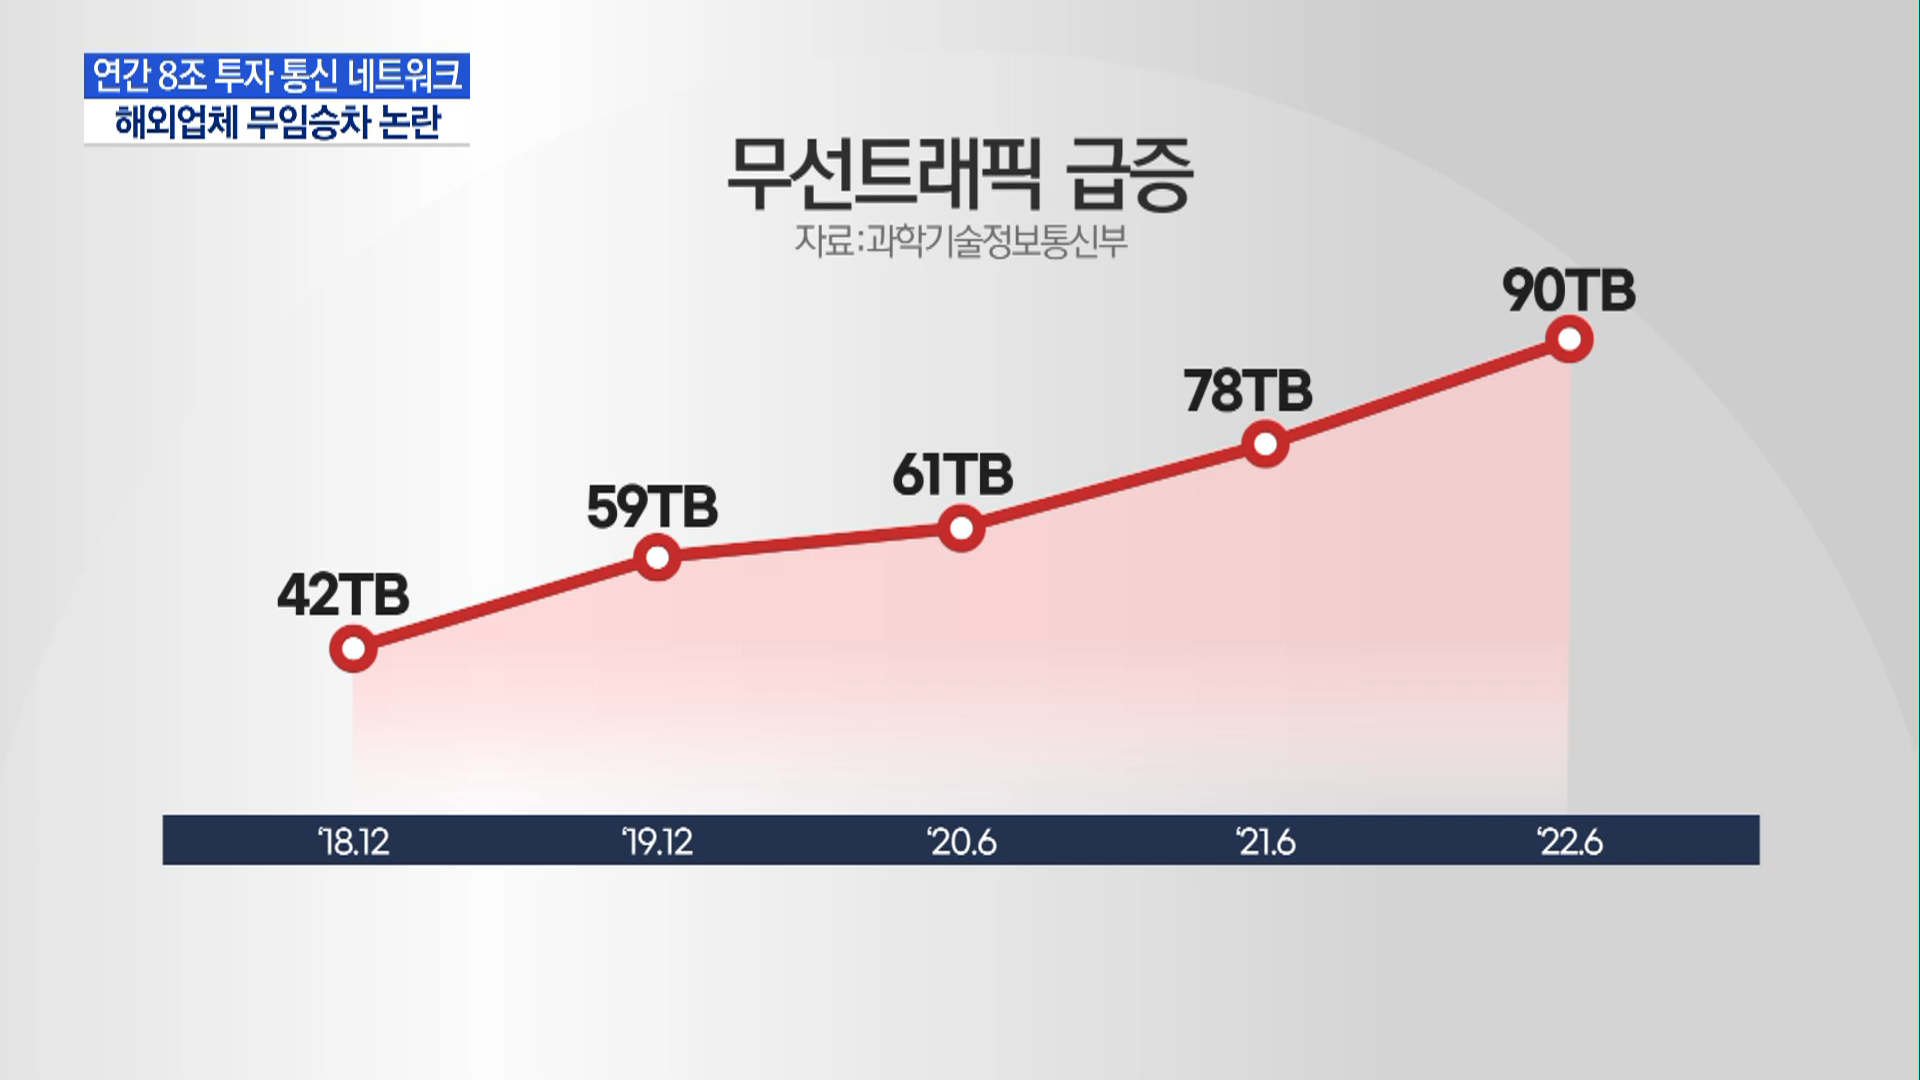 연간 8조 투자 통신 네트워크
해외업체 무임승차 논란
무선트래픽 급증
자료:과학기술정보통신부
42TB
59TB
61TB
78TB
90TB
‘18.12
‘19.12
‘20.6
‘21.6
‘22.6